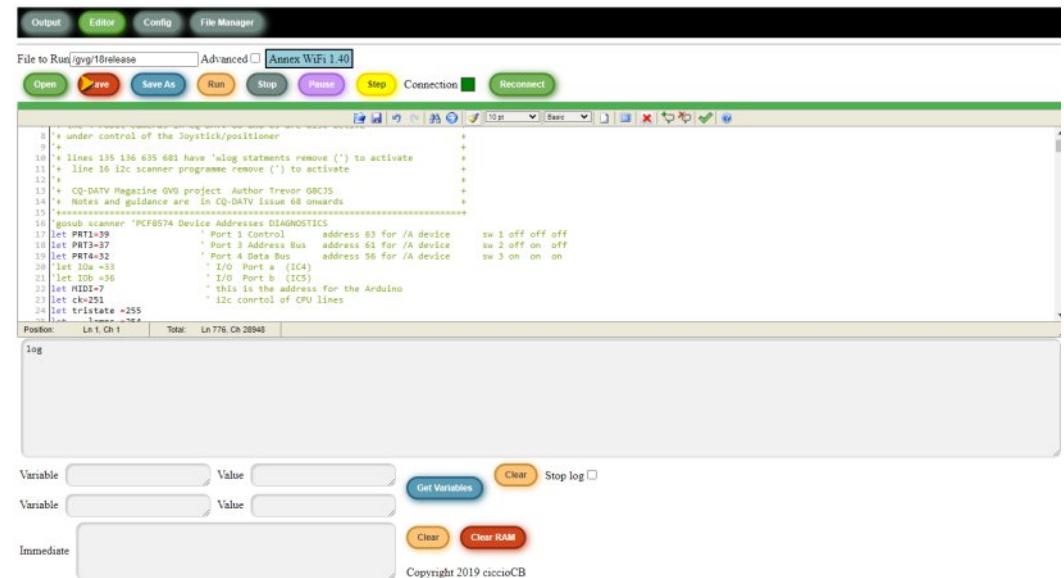 Output Editor Config File Manager
File to Run /gvg/18release Advanced Annex WiFi 1.40
Open Save Save As Run Stop Pause Step Connection Reconnect
10 pt Basic
8 '+ under control of the Joystick/positioner +
9 '+ +
10 '+ lines 135 136 635 681 have 'wlog statments remove (') to activate +
11 '+ line 16 i2c scanner programme remove (') to activate +
12 '+ +
13 '+ CQ-DATV Magazine GVG project Author Trevor G8CJS +
14 '+ Notes and guidance are in CQ-DATV issue 68 onwards +
15 '+==============================================================================+
16 'gosub scanner 'PCF8574 Device Addresses DIAGNOSTICS
17 let PRT1=39 ' Port 1 Control address 63 for /A device sw 1 off off off
18 let PRT3=37 ' Port 3 Address Bus address 61 for /A device sw 2 off on off
19 let PRT4=32 ' Port 4 Data Bus address 56 for /A device sw 3 on on on
20 'let IOa =33 ' I/O Port a (IC4)
21 'let IOb =36 ' I/O Port b (IC5)
22 let MIDI=7 ' this is the address for the Arduino
23 let ck=251 ' i2c conrtol of CPU lines
24 let tristate =255
Position: Ln 1, Ch 1 Total: Ln 776, Ch 28948
log
Variable Value Get Variables Clear Stop log
Variable Value
Immediate Clear Clear RAM
Copyright 2019 ciccioCB